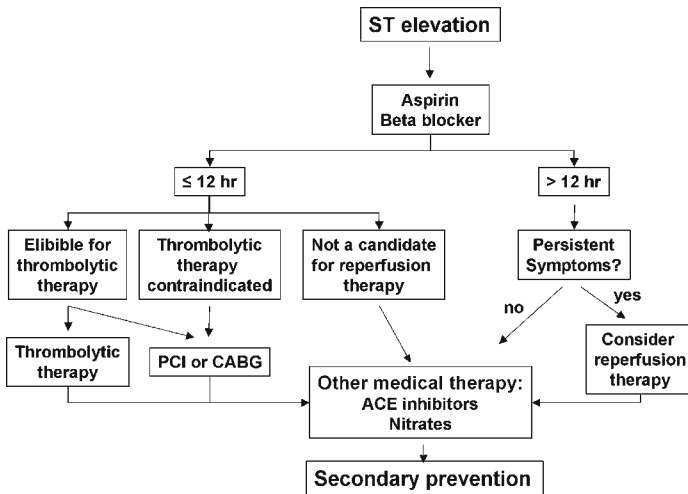 ST elevation
Aspirin
Beta blocker
≤ 12 hr
> 12 hr
Elibible for
thrombolytic
therapy
Thrombolytic
therapy
contraindicated
Not a candidate
for reperfusion
therapy
Persistent
Symptoms?
no
yes
Thrombolytic
therapy
PCI or CABG
Consider
reperfusion
therapy
Other medical therapy:
ACE inhibitors
Nitrates
Secondary prevention